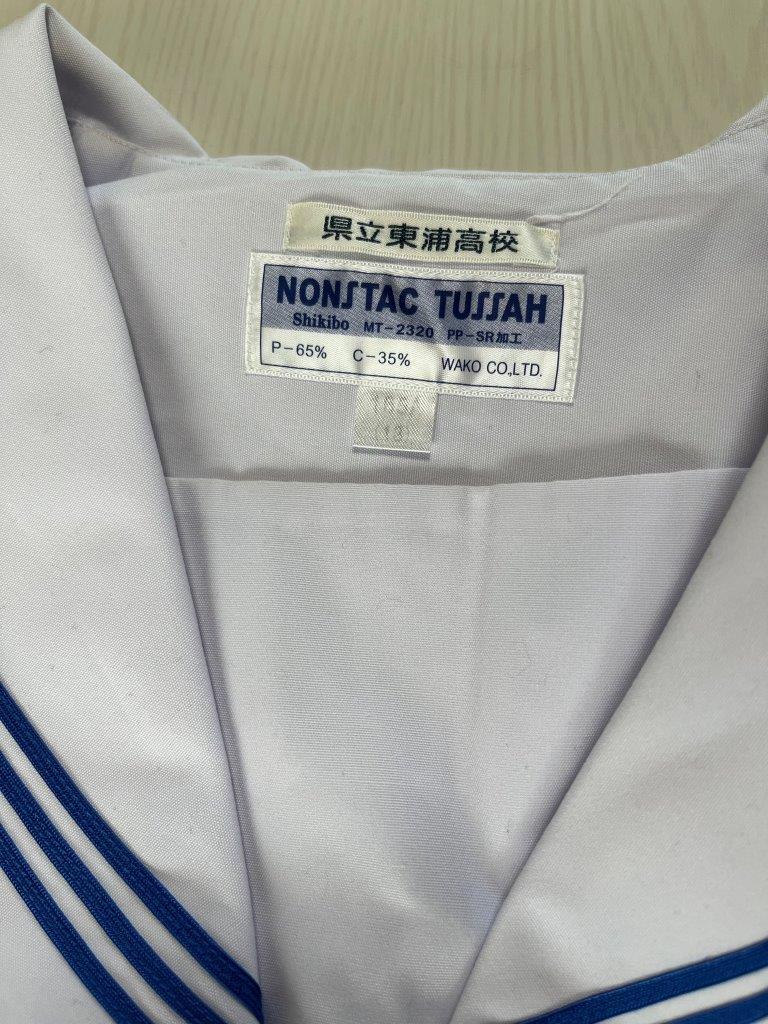 県立東浦高校
NONSTAC TUSSAH
Shikibo MT-2320 PP-SR加工
P-65% C-35% WAKO CO.,LTD.